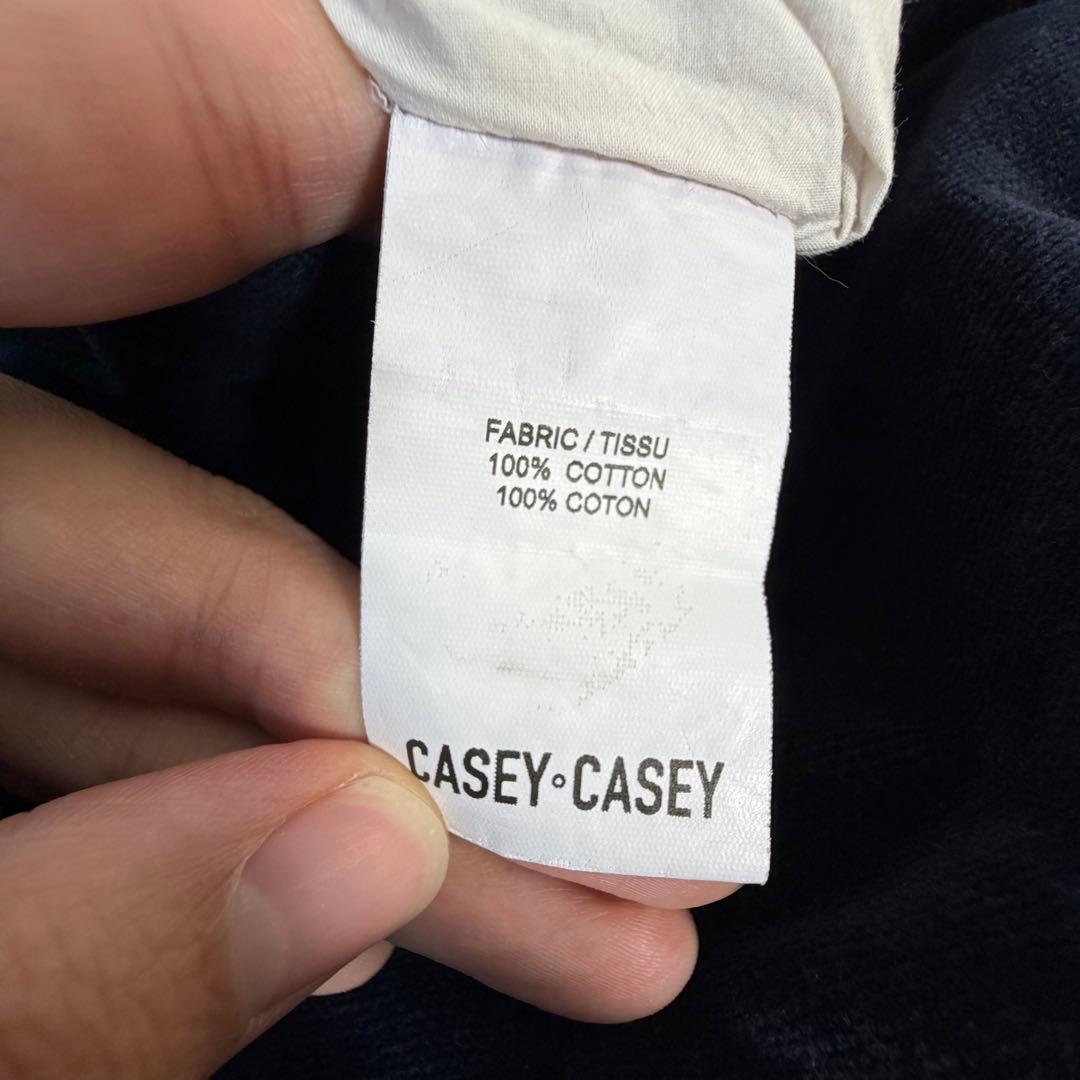 FABRIC / TISSU
100% COTTON
100% COTON
CASEY°CASEY